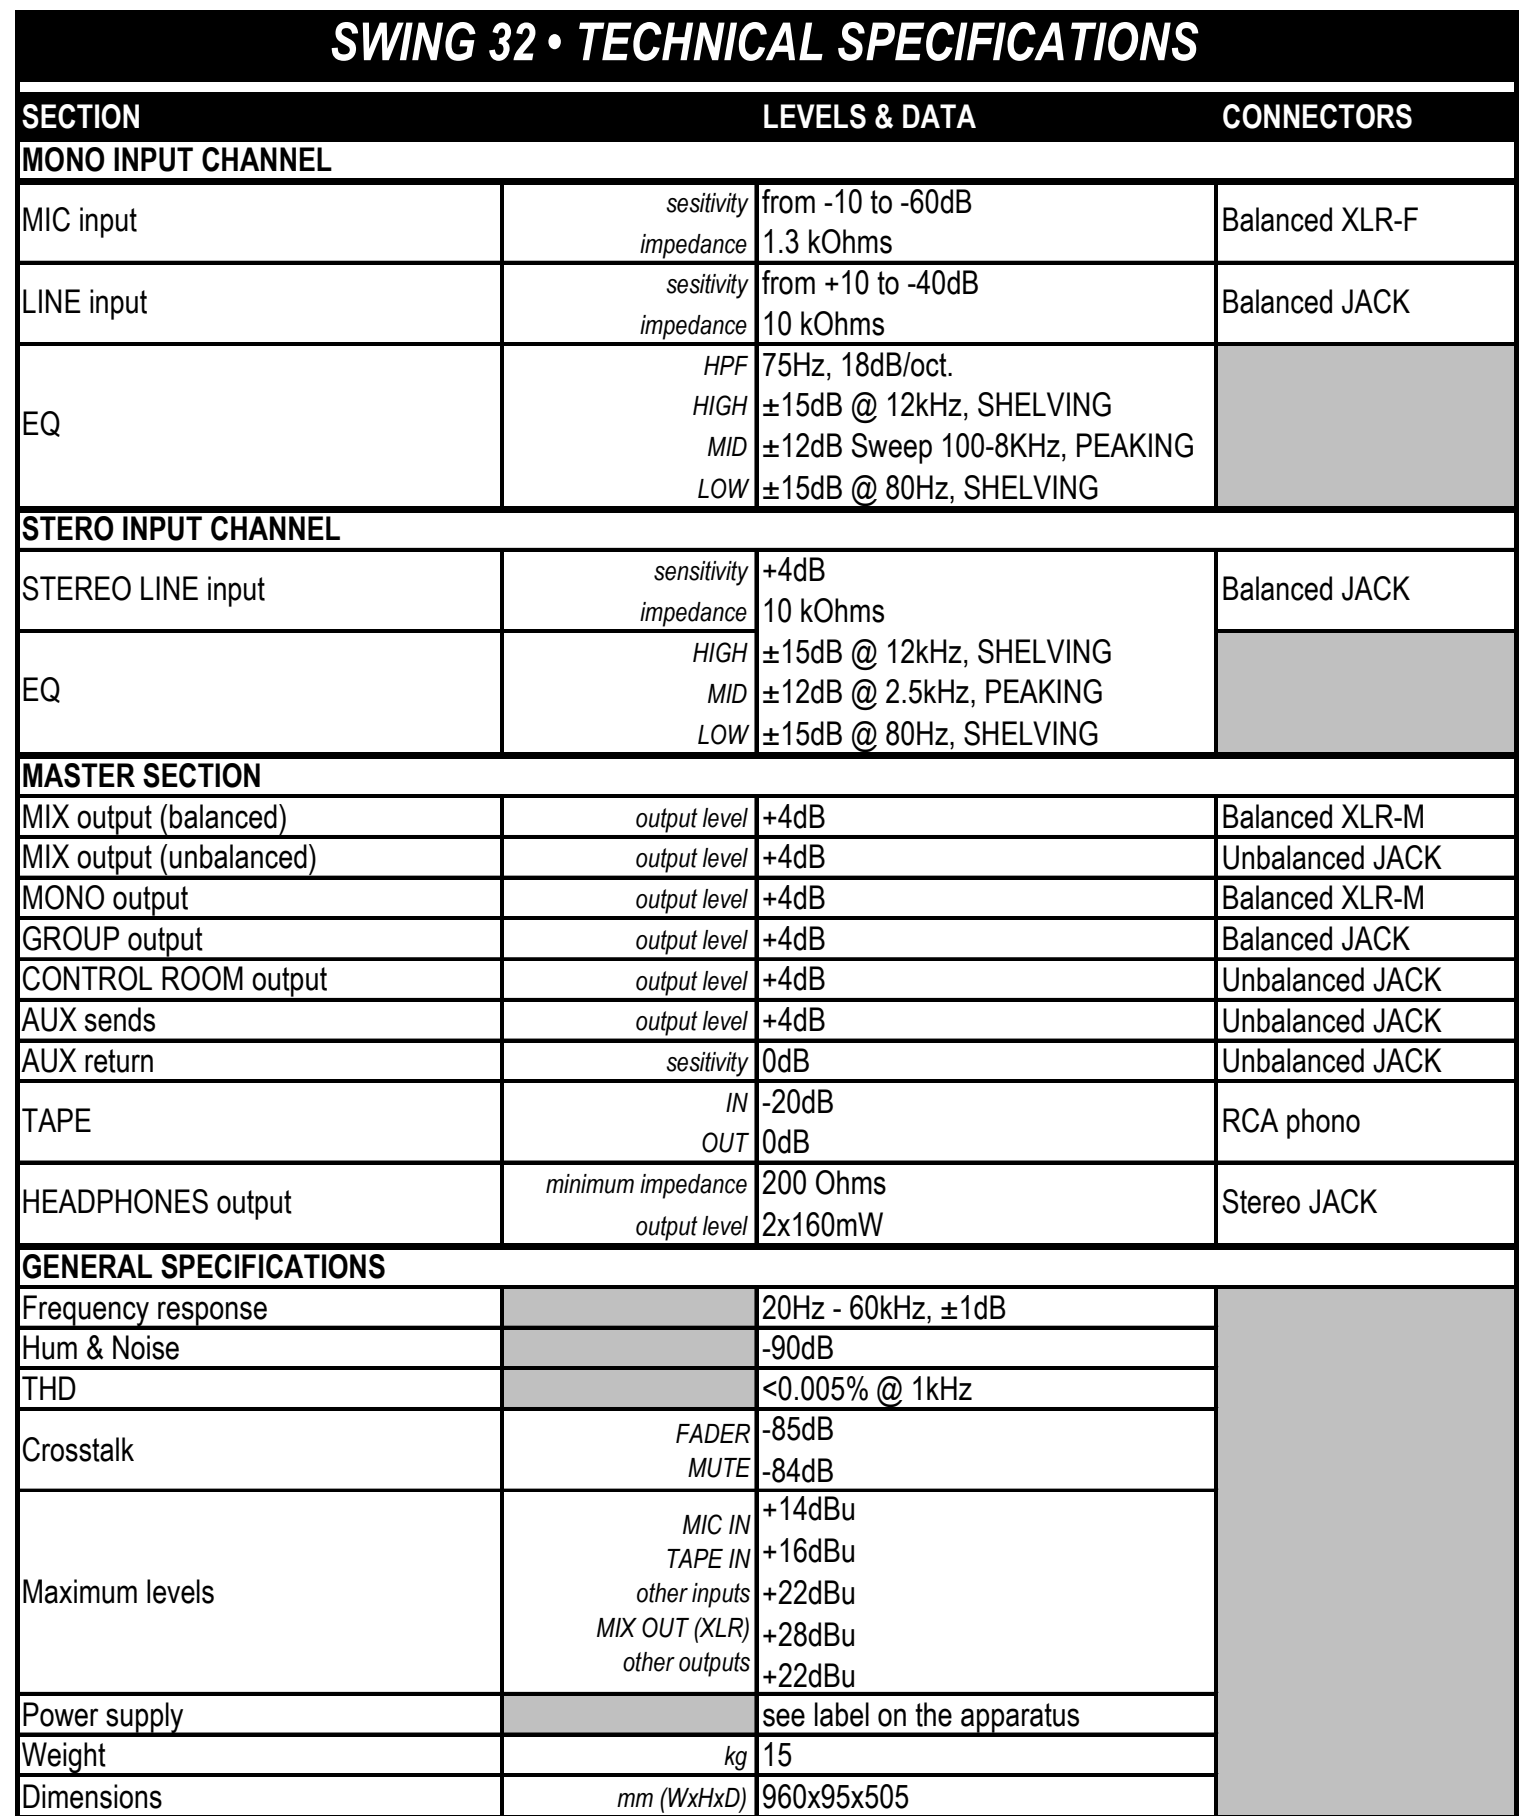 SWING 32 • TECHNICAL SPECIFICATIONS
SECTION LEVELS & DATA CONNECTORS
MONO INPUT CHANNEL
MIC input sesitivity from -10 to -60dB Balanced XLR-F
impedance 1.3 kOhms
LINE input sesitivity from +10 to -40dB Balanced JACK
impedance 10 kOhms
EQ HPF 75Hz, 18dB/oct.
HIGH ±15dB @ 12kHz, SHELVING
MID ±12dB Sweep 100-8KHz, PEAKING
LOW ±15dB @ 80Hz, SHELVING
STERO INPUT CHANNEL
STEREO LINE input sensitivity +4dB Balanced JACK
impedance 10 kOhms
EQ HIGH ±15dB @ 12kHz, SHELVING
MID ±12dB @ 2.5kHz, PEAKING
LOW ±15dB @ 80Hz, SHELVING
MASTER SECTION
MIX output (balanced) output level +4dB Balanced XLR-M
MIX output (unbalanced) output level +4dB Unbalanced JACK
MONO output output level +4dB Balanced XLR-M
GROUP output output level +4dB Balanced JACK
CONTROL ROOM output output level +4dB Unbalanced JACK
AUX sends output level +4dB Unbalanced JACK
AUX return sesitivity 0dB Unbalanced JACK
TAPE IN -20dB RCA phono
OUT 0dB
HEADPHONES output minimum impedance 200 Ohms Stereo JACK
output level 2x160mW
GENERAL SPECIFICATIONS
Frequency response 20Hz - 60kHz, ±1dB
Hum & Noise -90dB
THD <0.005% @ 1kHz
Crosstalk FADER -85dB
MUTE -84dB
Maximum levels MIC IN +14dBu
TAPE IN +16dBu
other inputs +22dBu
MIX OUT (XLR) +28dBu
other outputs +22dBu
Power supply see label on the apparatus
Weight kg 15
Dimensions mm (WxHxD) 960x95x505